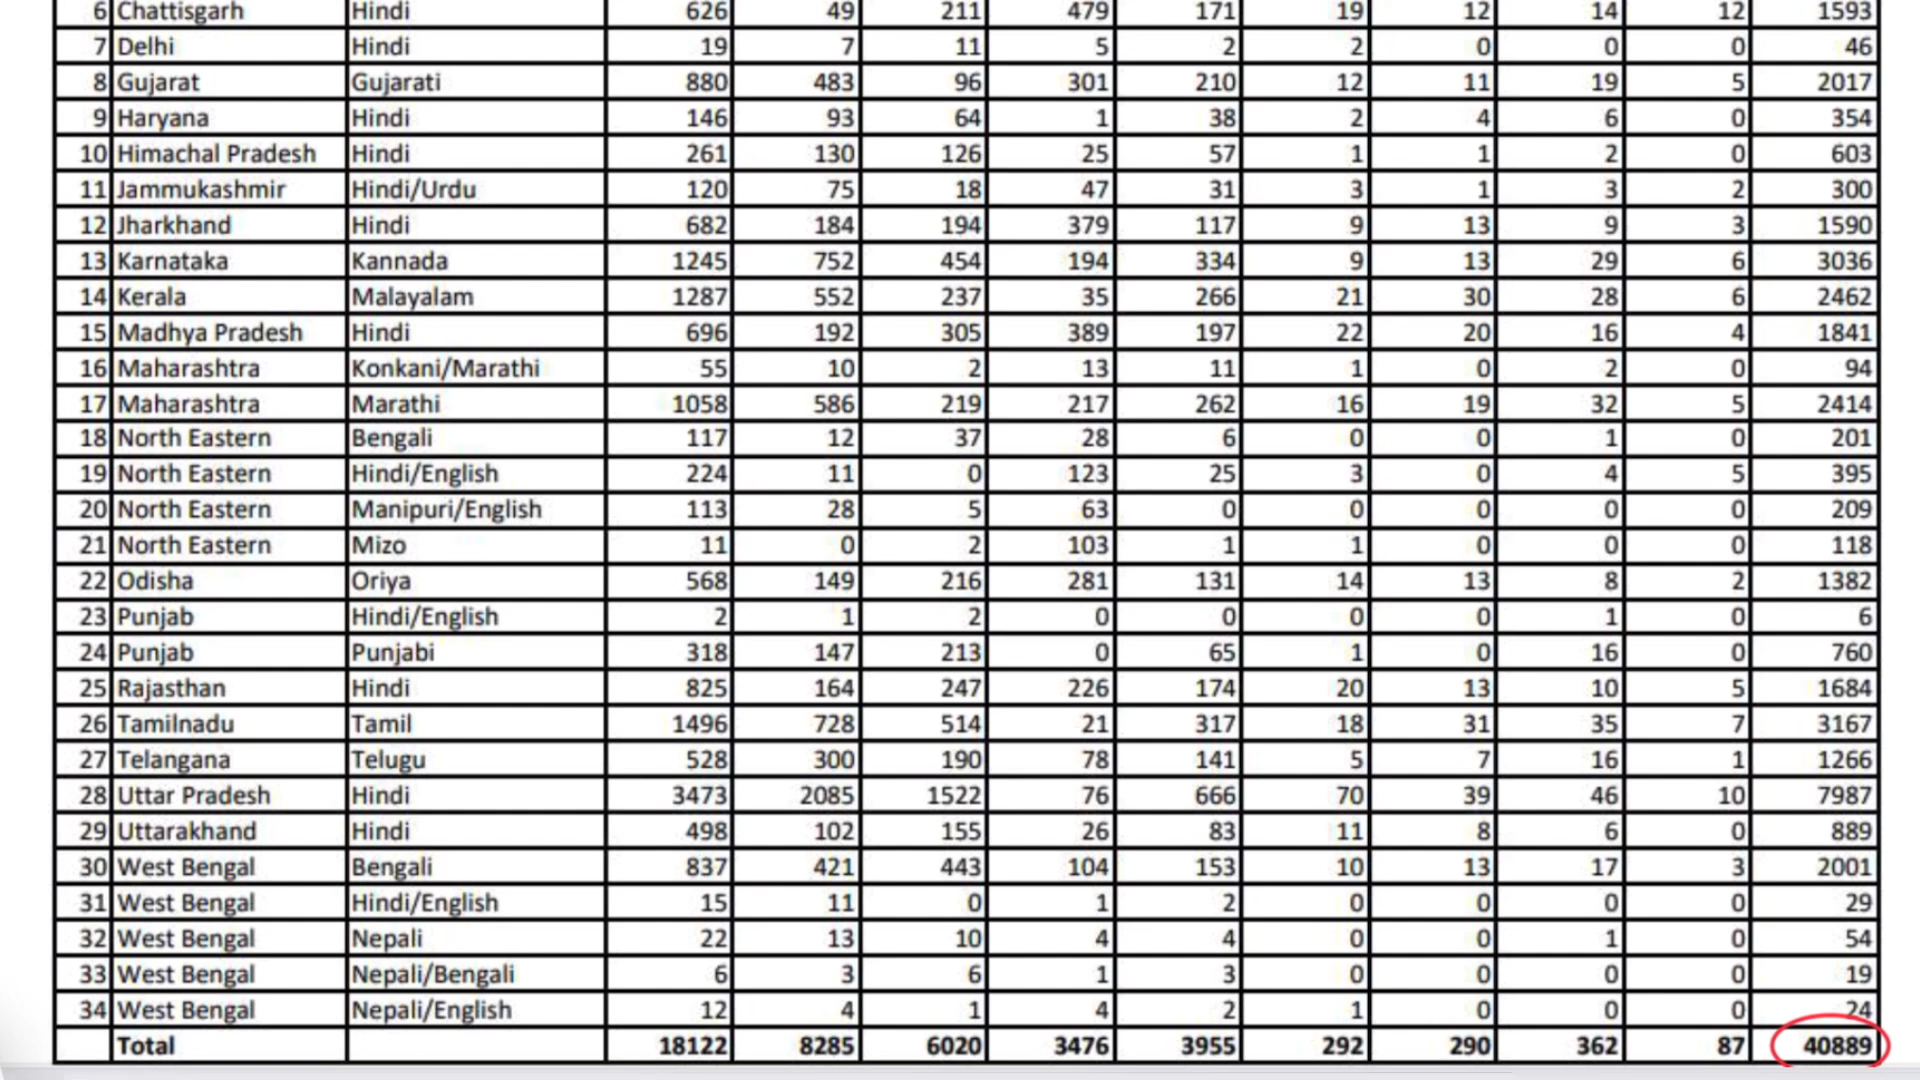 6 Chattisgarh Hindi 626 49 211 479 171 19 12 14 12 1593
7 Delhi Hindi 19 7 11 5 2 2 0 0 0 46
8 Gujarat Gujarati 880 483 96 301 210 12 11 19 5 2017
9 Haryana Hindi 146 93 64 1 38 2 4 6 0 354
10 Himachal Pradesh Hindi 261 130 126 25 57 1 1 2 0 603
11 Jammukashmir Hindi/Urdu 120 75 18 47 31 3 1 3 2 300
12 Jharkhand Hindi 682 184 194 379 117 9 13 9 3 1590
13 Karnataka Kannada 1245 752 454 194 334 9 13 29 6 3036
14 Kerala Malayalam 1287 552 237 35 266 21 30 28 6 2462
15 Madhya Pradesh Hindi 696 192 305 389 197 22 20 16 4 1841
16 Maharashtra Konkani/Marathi 55 10 2 13 11 1 0 2 0 94
17 Maharashtra Marathi 1058 586 219 217 262 16 19 32 5 2414
18 North Eastern Bengali 117 12 37 28 6 0 0 1 0 201
19 North Eastern Hindi/English 224 11 0 123 25 3 0 4 5 395
20 North Eastern Manipuri/English 113 28 5 63 0 0 0 0 0 209
21 North Eastern Mizo 11 0 2 103 1 1 0 0 0 118
22 Odisha Oriya 568 149 216 281 131 14 13 8 2 1382
23 Punjab Hindi/English 2 1 2 0 0 0 0 1 0 6
24 Punjab Punjabi 318 147 213 0 65 1 0 16 0 760
25 Rajasthan Hindi 825 164 247 226 174 20 13 10 5 1684
26 Tamilnadu Tamil 1496 728 514 21 317 18 31 35 7 3167
27 Telangana Telugu 528 300 190 78 141 5 7 16 1 1266
28 Uttar Pradesh Hindi 3473 2085 1522 76 666 70 39 46 10 7987
29 Uttarakhand Hindi 498 102 155 26 83 11 8 6 0 889
30 West Bengal Bengali 837 421 443 104 153 10 13 17 3 2001
31 West Bengal Hindi/English 15 11 0 1 2 0 0 0 0 29
32 West Bengal Nepali 22 13 10 4 4 0 0 1 0 54
33 West Bengal Nepali/Bengali 6 3 6 1 3 0 0 0 0 19
34 West Bengal Nepali/English 12 4 1 4 2 1 0 0 0 24
Total 18122 8285 6020 3476 3955 292 290 362 87 40889